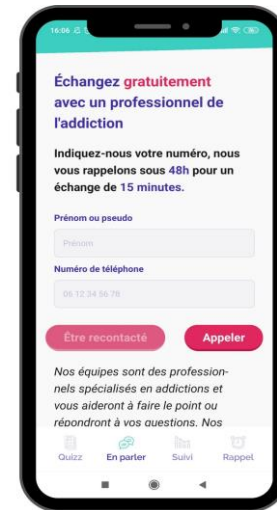 16:06
Échangez gratuitement
avec un professionnel de
l'addiction
Indiquez-nous votre numéro, nous
vous rappelons sous 48h pour un
échange de 15 minutes.
Prénom ou pseudo
Prénom
Numéro de téléphone
06 12 34 56 78
Être recontacté
Appeler
Nos équipes sont des profession-
nels spécialisés en addictions et
vous aideront à faire le point ou
répondront à vos questions. Nos
Quizz
En parler
Suivi
Rappel